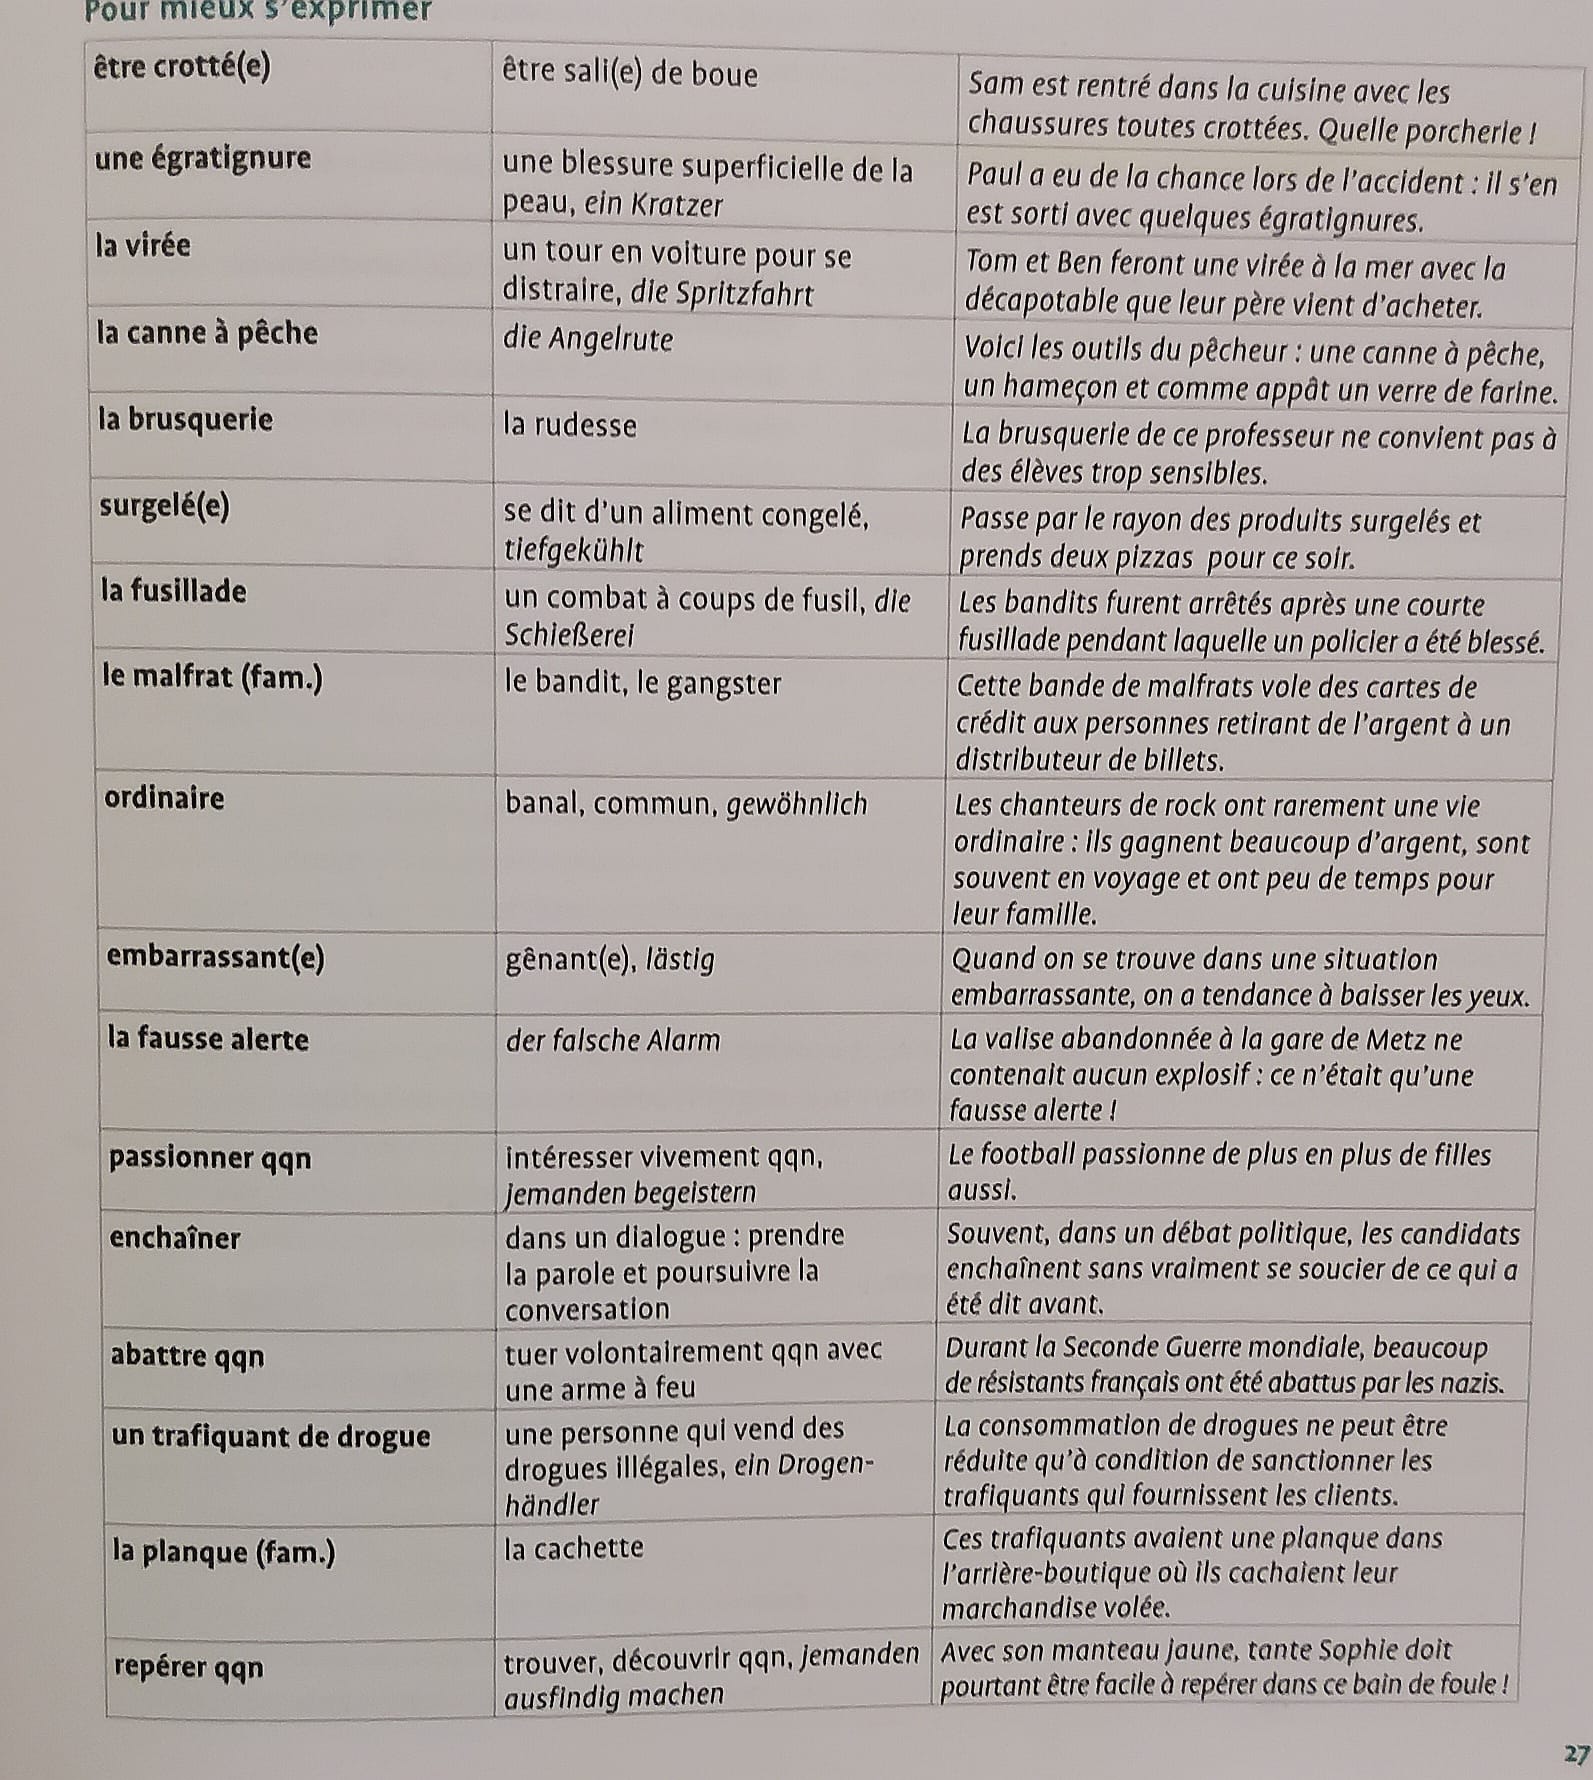 Pour mieux s'exprimer
être crotté(e)
être sali(e) de boue
Sam est rentré dans la cuisine avec les
chaussures toutes crottées. Quelle porcherie !
une égratignure
une blessure superficielle de la
peau, ein Kratzer
Paul a eu de la chance lors de l'accident : il s'en
est sorti avec quelques égratignures.
la virée
un tour en voiture pour se
distraire, die Spritzfahrt
Tom et Ben feront une virée à la mer avec la
décapotable que leur père vient d'acheter.
la canne à pêche
die Angelrute
Voici les outils du pêcheur : une canne à pêche,
un hameçon et comme appât un verre de farine.
la brusquerie
la rudesse
La brusquerie de ce professeur ne convient pas à
des élèves trop sensibles.
surgelé(e)
se dit d'un aliment congelé,
tiefgekühlt
Passe par le rayon des produits surgelés et
prends deux pizzas pour ce soir.
la fusillade
un combat à coups de fusil, die
Schießerei
Les bandits furent arrêtés après une courte
fusillade pendant laquelle un policier a été blessé.
le malfrat (fam.)
le bandit, le gangster
Cette bande de malfrats vole des cartes de
crédit aux personnes retirant de l'argent à un
distributeur de billets.
ordinaire
banal, commun, gewöhnlich
Les chanteurs de rock ont rarement une vie
ordinaire : ils gagnent beaucoup d'argent, sont
souvent en voyage et ont peu de temps pour
leur famille.
embarrassant(e)
gênant(e), lästig
Quand on se trouve dans une situation
embarrassante, on a tendance à baisser les yeux.
la fausse alerte
der falsche Alarm
La valise abandonnée à la gare de Metz ne
contenait aucun explosif : ce n'était qu'une
fausse alerte !
passionner qqn
intéresser vivement qqn,
jemanden begeistern
Le football passionne de plus en plus de filles
aussi.
enchaîner
dans un dialogue : prendre
la parole et poursuivre la
conversation
Souvent, dans un débat politique, les candidats
enchaînent sans vraiment se soucier de ce qui a
été dit avant.
abattre qqn
tuer volontairement qqn avec
une arme à feu
Durant la Seconde Guerre mondiale, beaucoup
de résistants français ont été abattus par les nazis.
un trafiquant de drogue
une personne qui vend des
drogues illégales, ein Drogen-
händler
La consommation de drogues ne peut être
réduite qu'à condition de sanctionner les
trafiquants qui fournissent les clients.
la planque (fam.)
la cachette
Ces trafiquants avaient une planque dans
l'arrière-boutique où ils cachaient leur
marchandise volée.
repérer qqn
trouver, découvrir qqn, jemanden
ausfindig machen
Avec son manteau jaune, tante Sophie doit
pourtant être facile à repérer dans ce bain de foule !
27